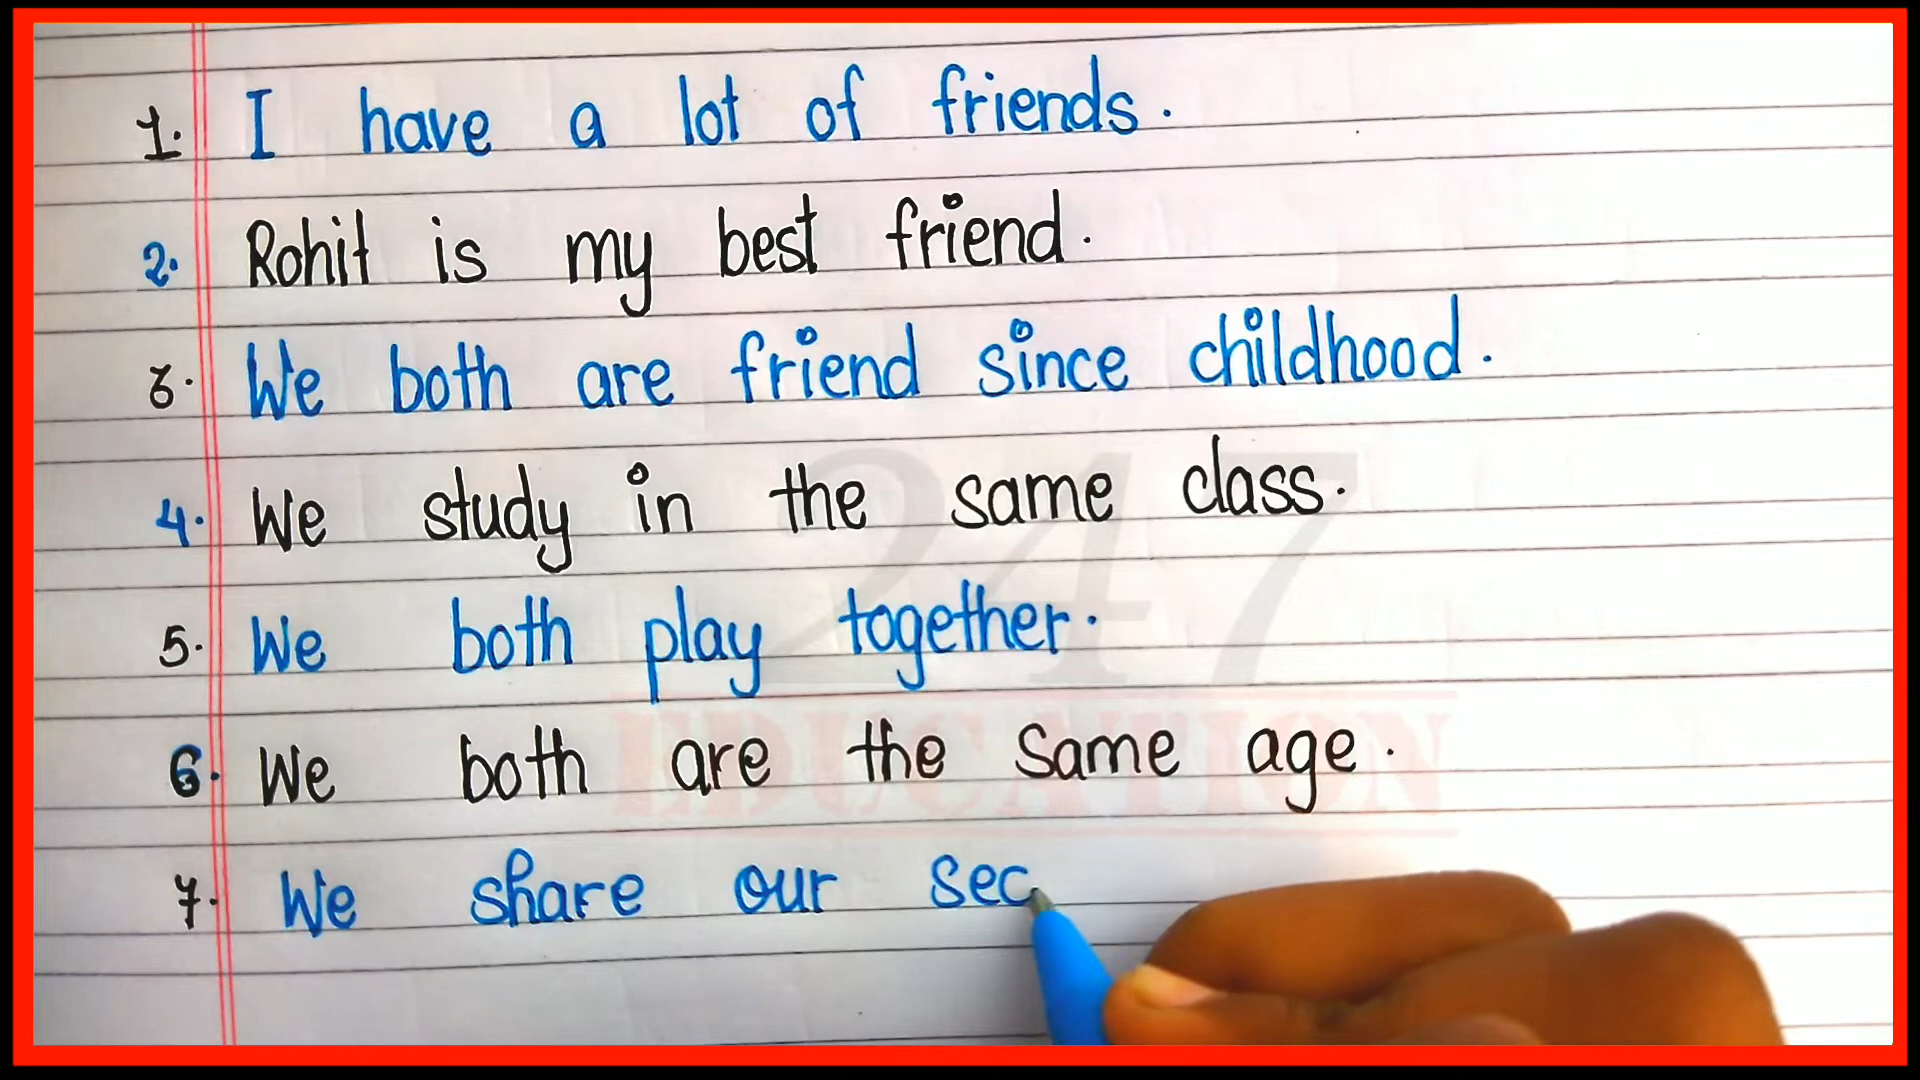 1. I have a lot of friends.
2. Rohit is my best friend.
3. We both are friend since childhood.
4. We study in the same class.
5. We both play together.
6. We both are the same age.
7. We share our sec
247
EDUCATION